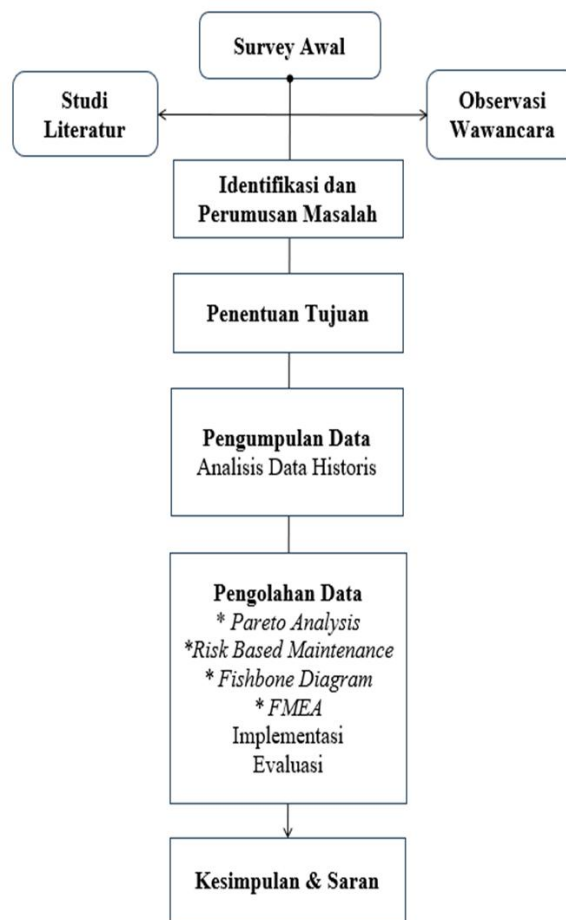 Survey Awal
Studi
Literatur
Observasi
Wawancara
Identifikasi dan
Perumusan Masalah
Penentuan Tujuan
Pengumpulan Data
Analisis Data Historis
Pengolahan Data
* Pareto Analysis
*Risk Based Maintenance
* Fishbone Diagram
* FMEA
Implementasi
Evaluasi
Kesimpulan & Saran